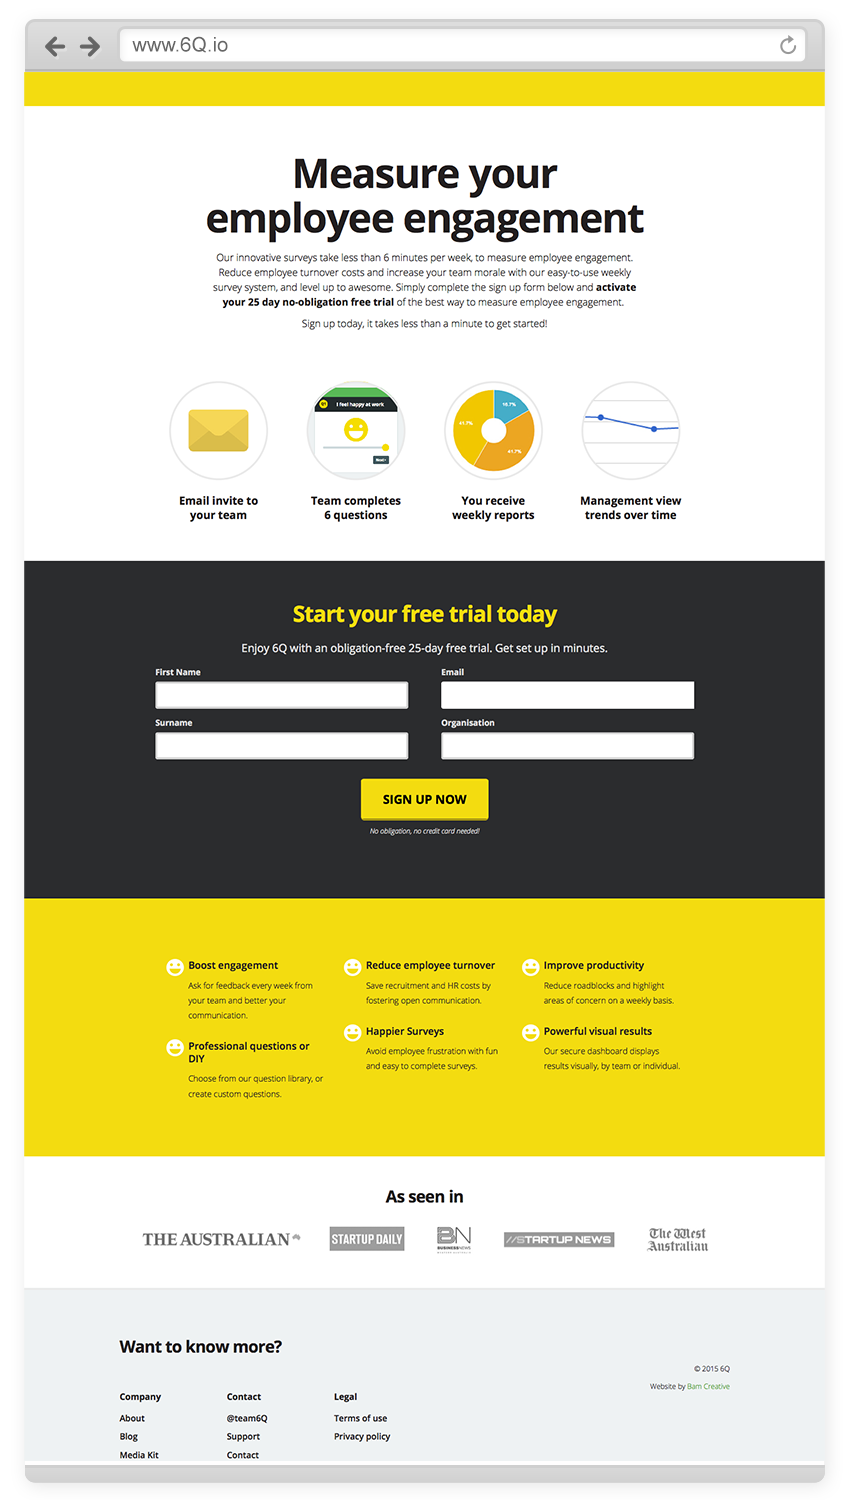 www.6Q.io
Measure your
employee engagement
Our innovative surveys take less than 6 minutes per week, to measure employee engagement.
Reduce employee turnover costs and increase your team morale with our easy-to-use weekly
survey system, and level up to awesome. Simply complete the sign up form below and activate
your 25 day no-obligation free trial of the best way to measure employee engagement.
Sign up today, it takes less than a minute to get started!
I feel happy at work
Next
16.7%
41.7%
41.7%
Email invite to
your team
Team completes
6 questions
You receive
weekly reports
Management view
trends over time
Start your free trial today
Enjoy 6Q with an obligation-free 25-day free trial. Get set up in minutes.
First Name
Email
Surname
Organisation
SIGN UP NOW
No obligation, no credit card needed!
Boost engagement
Ask for feedback every week from
your team and better your
communication.
Reduce employee turnover
Save recruitment and HR costs by
fostering open communication.
Improve productivity
Reduce roadblocks and highlight
areas of concern on a weekly basis.
Professional questions or
DIY
Choose from our question library, or
create custom questions.
Happier Surveys
Avoid employee frustration with fun
and easy to complete surveys.
Powerful visual results
Our secure dashboard displays
results visually, by team or individual.
As seen in
THE AUSTRALIAN
STARTUP DAILY
BN
BUSINESSNEWS
//STARTUP NEWS
The West
Australian
Want to know more?
© 2015 6Q
Website by Bam Creative
Company
About
Blog
Media Kit
Contact
@team6Q
Support
Contact
Legal
Terms of use
Privacy policy